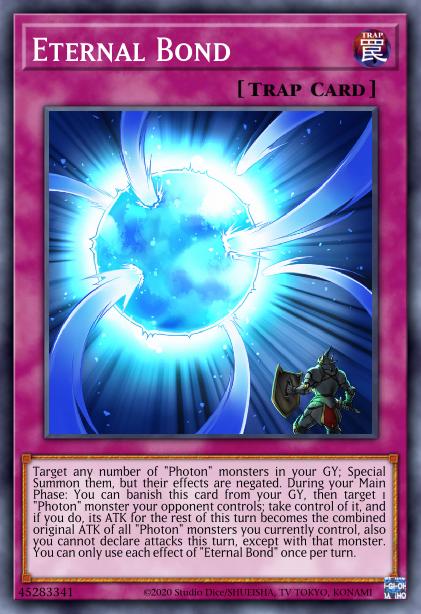 Eternal Bond
TRAP
罠
[Trap Card]
Target any number of "Photon" monsters in your GY; Special
Summon them, but their effects are negated. During your Main
Phase: You can banish this card from your GY, then target 1
"Photon" monster your opponent controls; take control of it, and
if you do, its ATK for the rest of this turn becomes the combined
original ATK of all "Photon" monsters you currently control, also
you cannot declare attacks this turn, except with that monster.
You can only use each effect of "Eternal Bond" once per turn.
45283341
©2020 Studio Dice/SHUEISHA, TV TOKYO, KONAMI